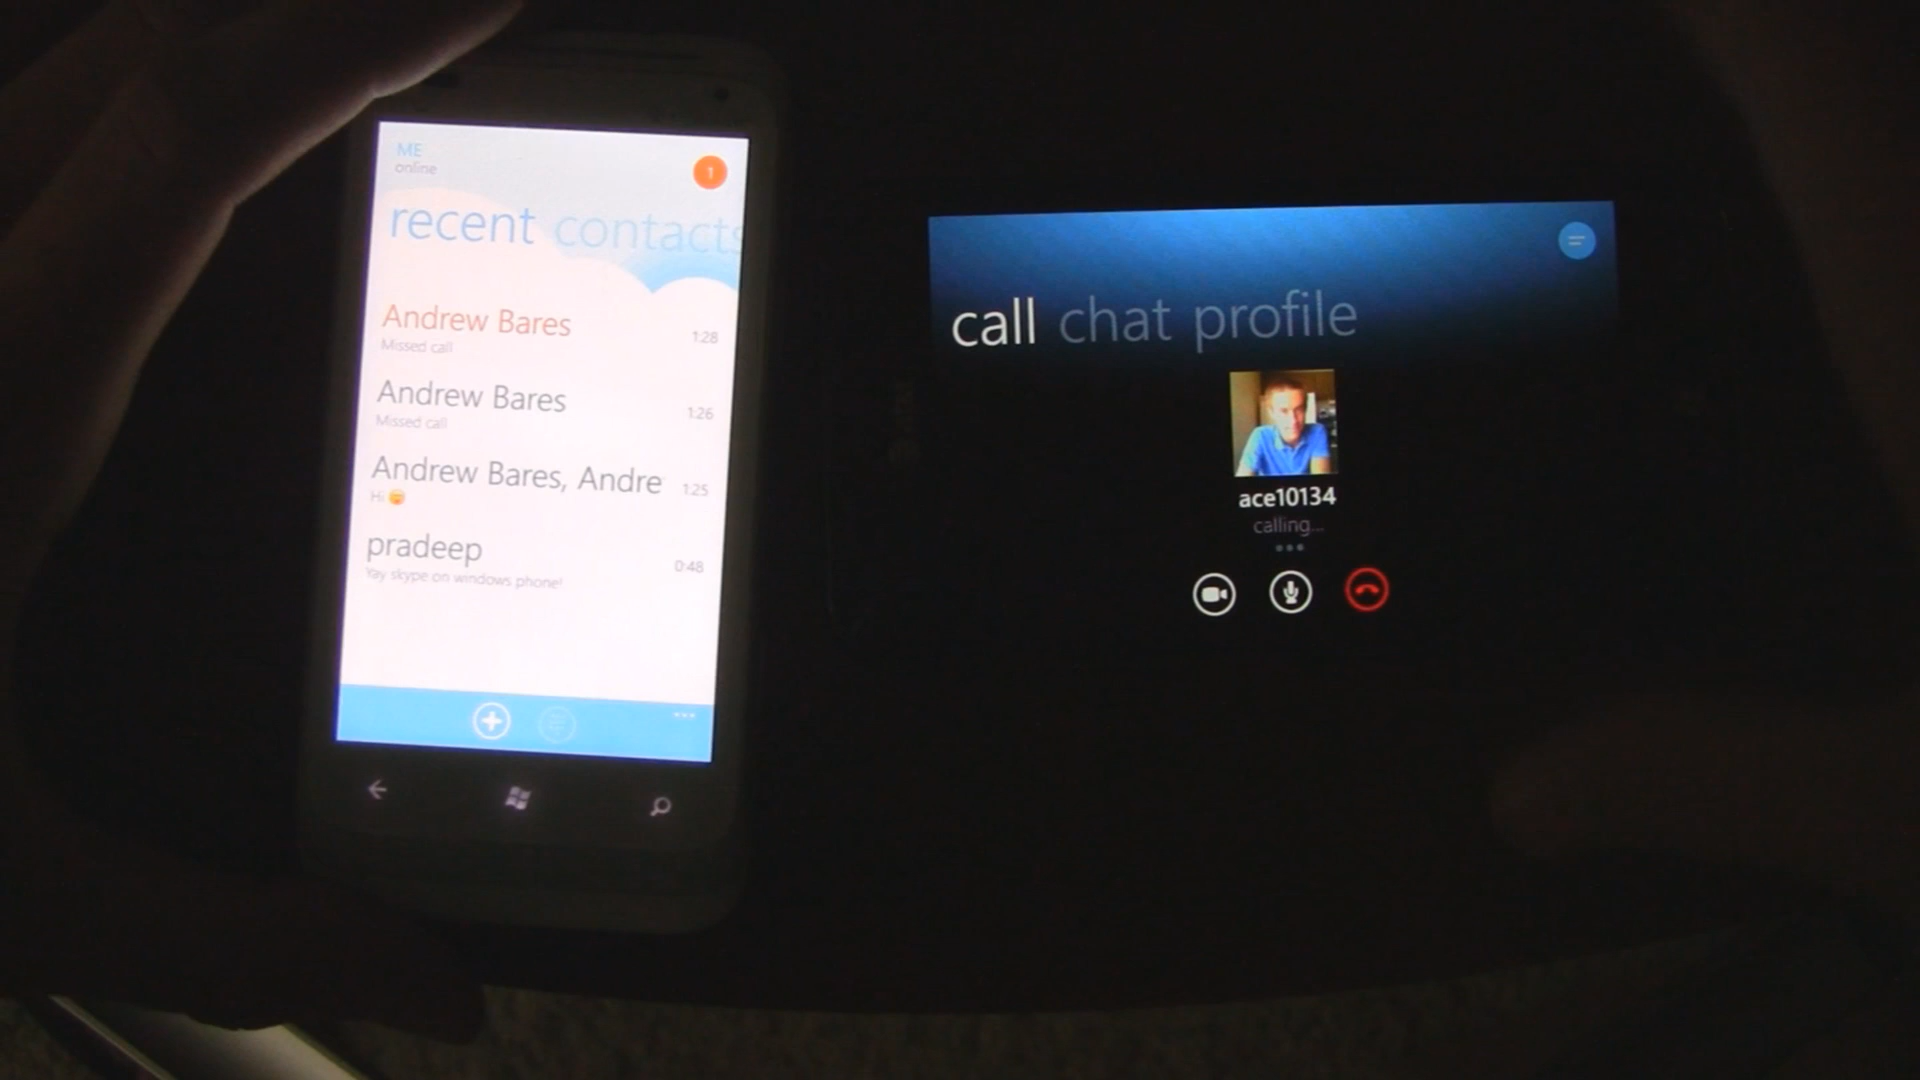 ME
online
1
recent contacts
Andrew Bares
1:28
Missed call
Andrew Bares
1:26
Missed call
Andrew Bares, Andre
1:25
Hi
pradeep
0:48
Yay skype on windows phone!
call chat profile
ace10134
calling...